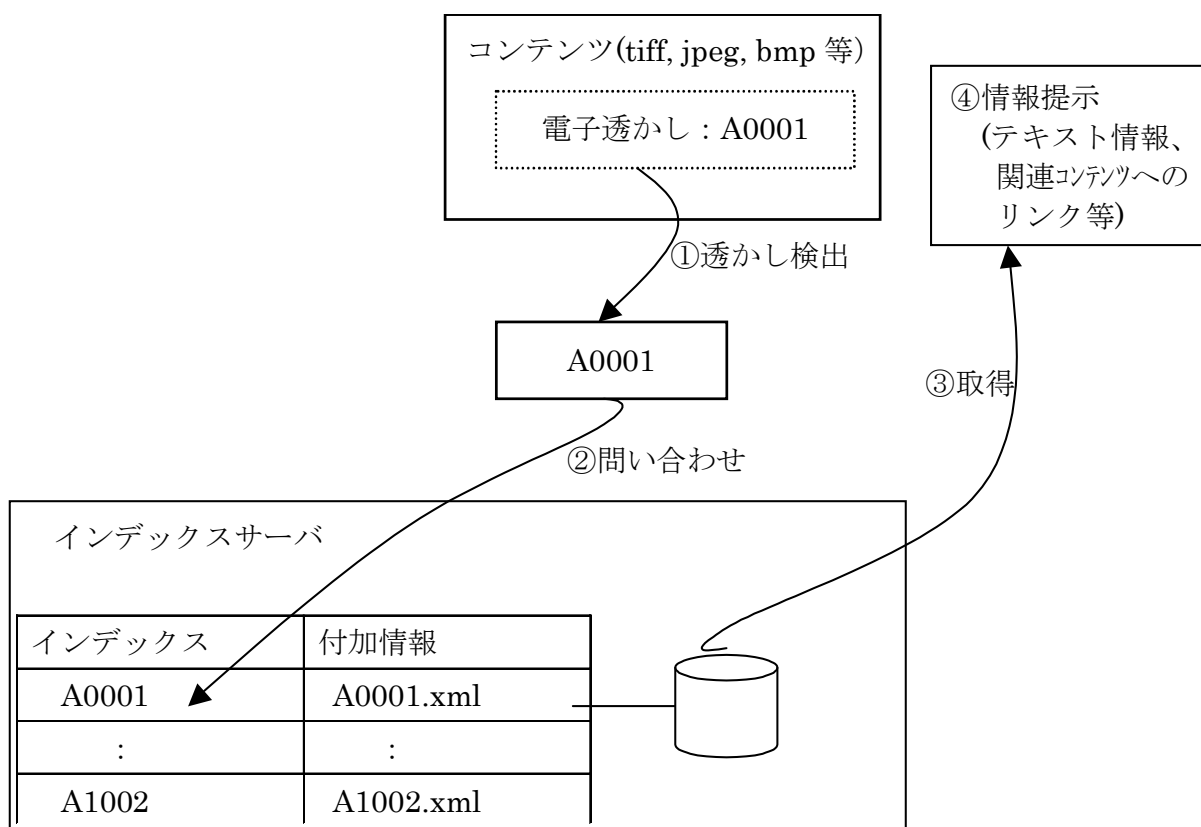 コンテンツ(tiff, jpeg, bmp 等)
電子透かし：A0001
①透かし検出
A0001
②問い合わせ
③取得
④情報提示
(テキスト情報、
関連コンテンツへの
リンク等)
インデックスサーバ
インデックス 付加情報
A0001 A0001.xml
： ：
A1002 A1002.xml